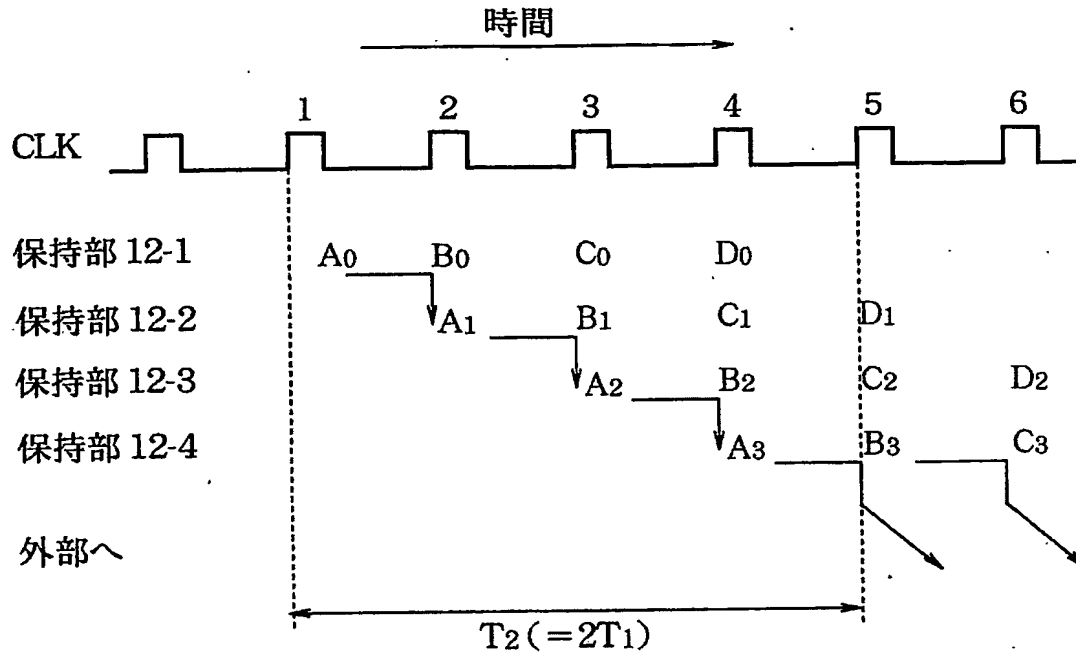 時間
1 2 3 4 5 6
CLK
保持部 12-1 A0 B0 C0 D0
保持部 12-2 A1 B1 C1 D1
保持部 12-3 A2 B2 C2 D2
保持部 12-4 A3 B3 C3
外部へ
T2 (=2T1)